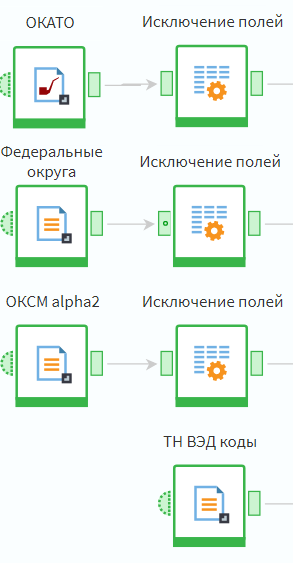 ОКАТО
Исключение полей
Федеральные
округа
Исключение полей
ОКСМ alpha2
Исключение полей
ТН ВЭД коды